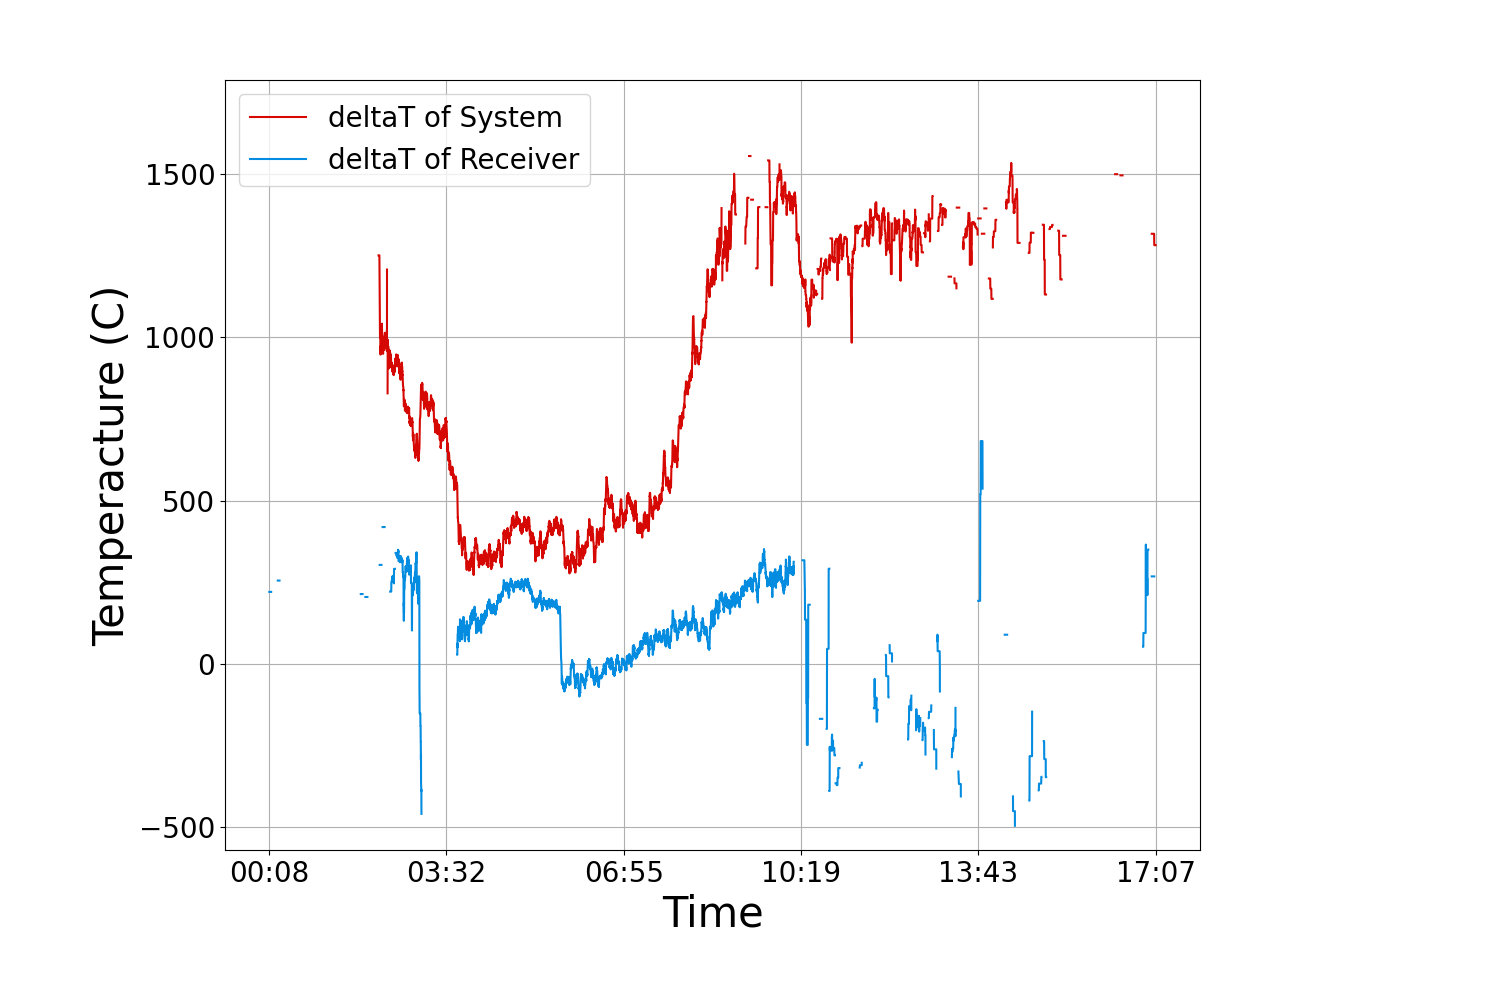 deltaT of System
deltaT of Receiver
1500
1000
500
0
−500
Temperacture (C)
00:08 03:32 06:55 10:19 13:43 17:07
Time